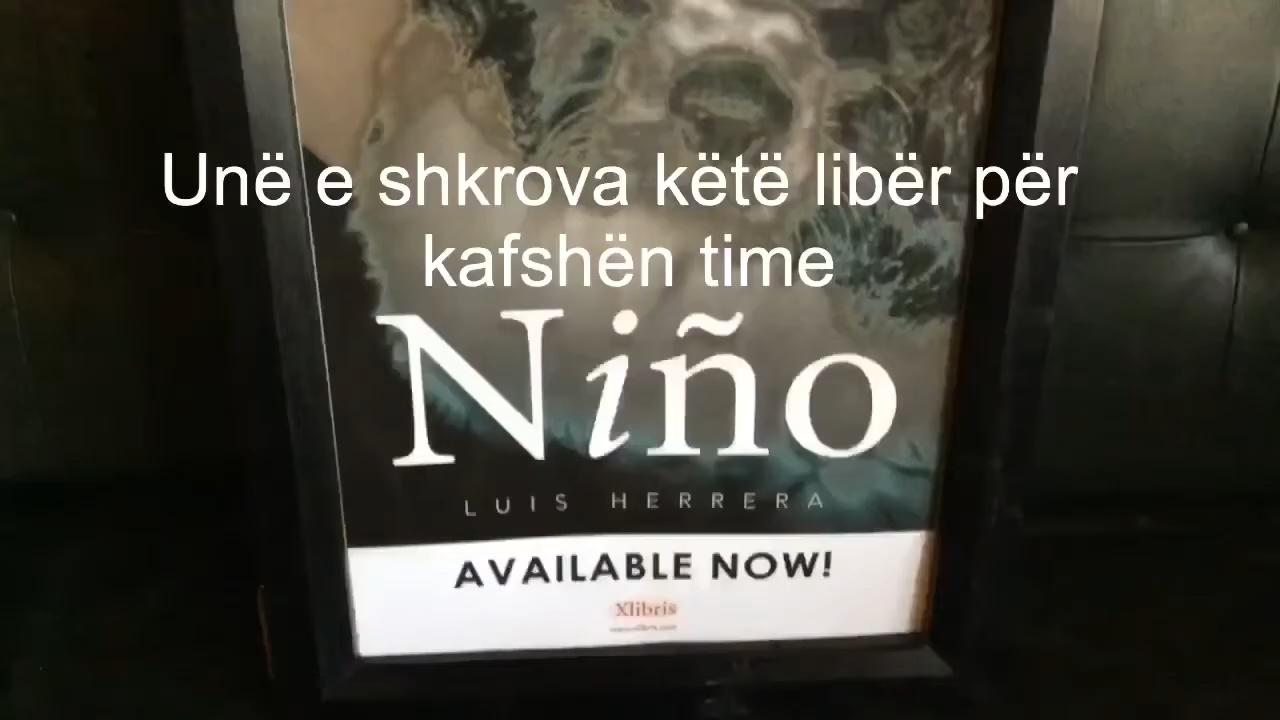 Unë e shkrova këtë libër për
kafshën time
Niño
LUIS HERRERA
AVAILABLE NOW!
Xlibris